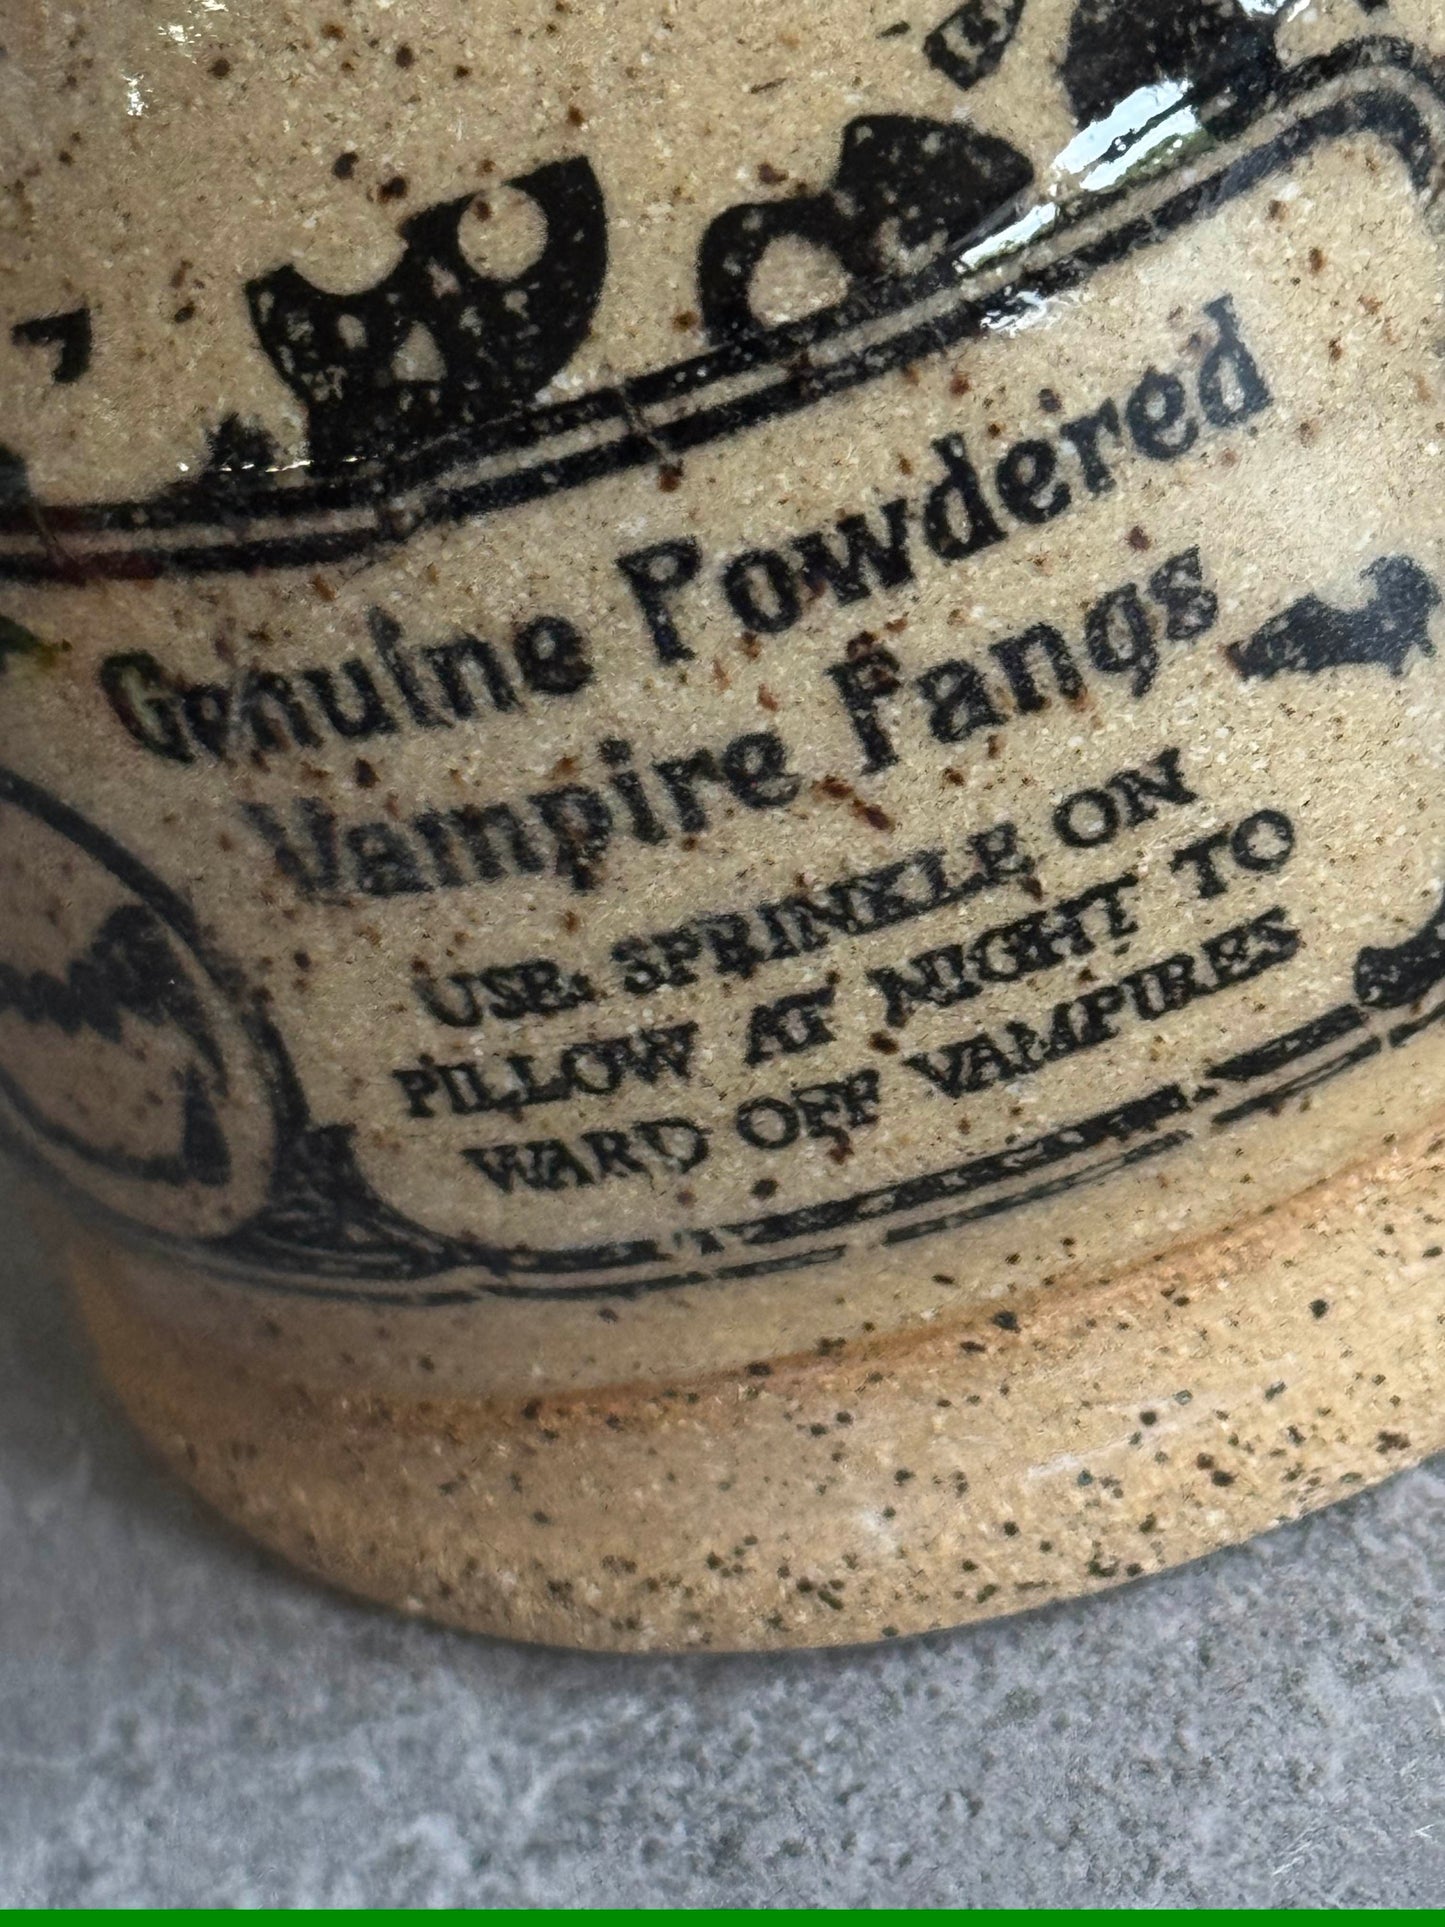 Genuine Powdered
Vampire Fangs
USE: SPRINKLE ON
PILLOW AT NIGHT TO
WARD OFF VAMPIRES